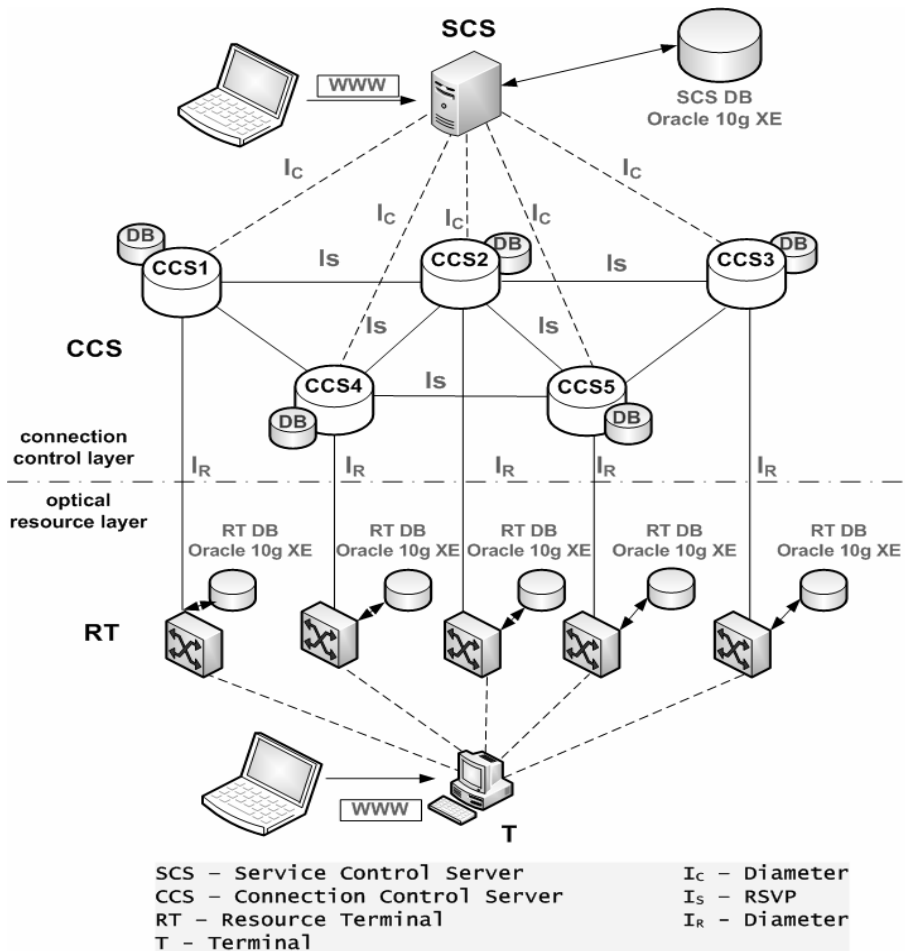 SCS
WWW
SCS DB
Oracle 10g XE
IC
IC
IC
IC
IC
DB
CCS1
Is
CCS2
DB
Is
CCS3
DB
CCS
Is
Is
CCS4
Is
CCS5
DB
DB
connection
control layer
IR
IR
IR
IR
IR
optical
resource layer
RT DB
Oracle 10g XE
RT DB
Oracle 10g XE
RT DB
Oracle 10g XE
RT DB
Oracle 10g XE
RT DB
Oracle 10g XE
RT
WWW
T
SCS – Service Control Server
IC – Diameter
CCS – Connection Control Server
IS – RSVP
RT – Resource Terminal
IR - Diameter
T - Terminal